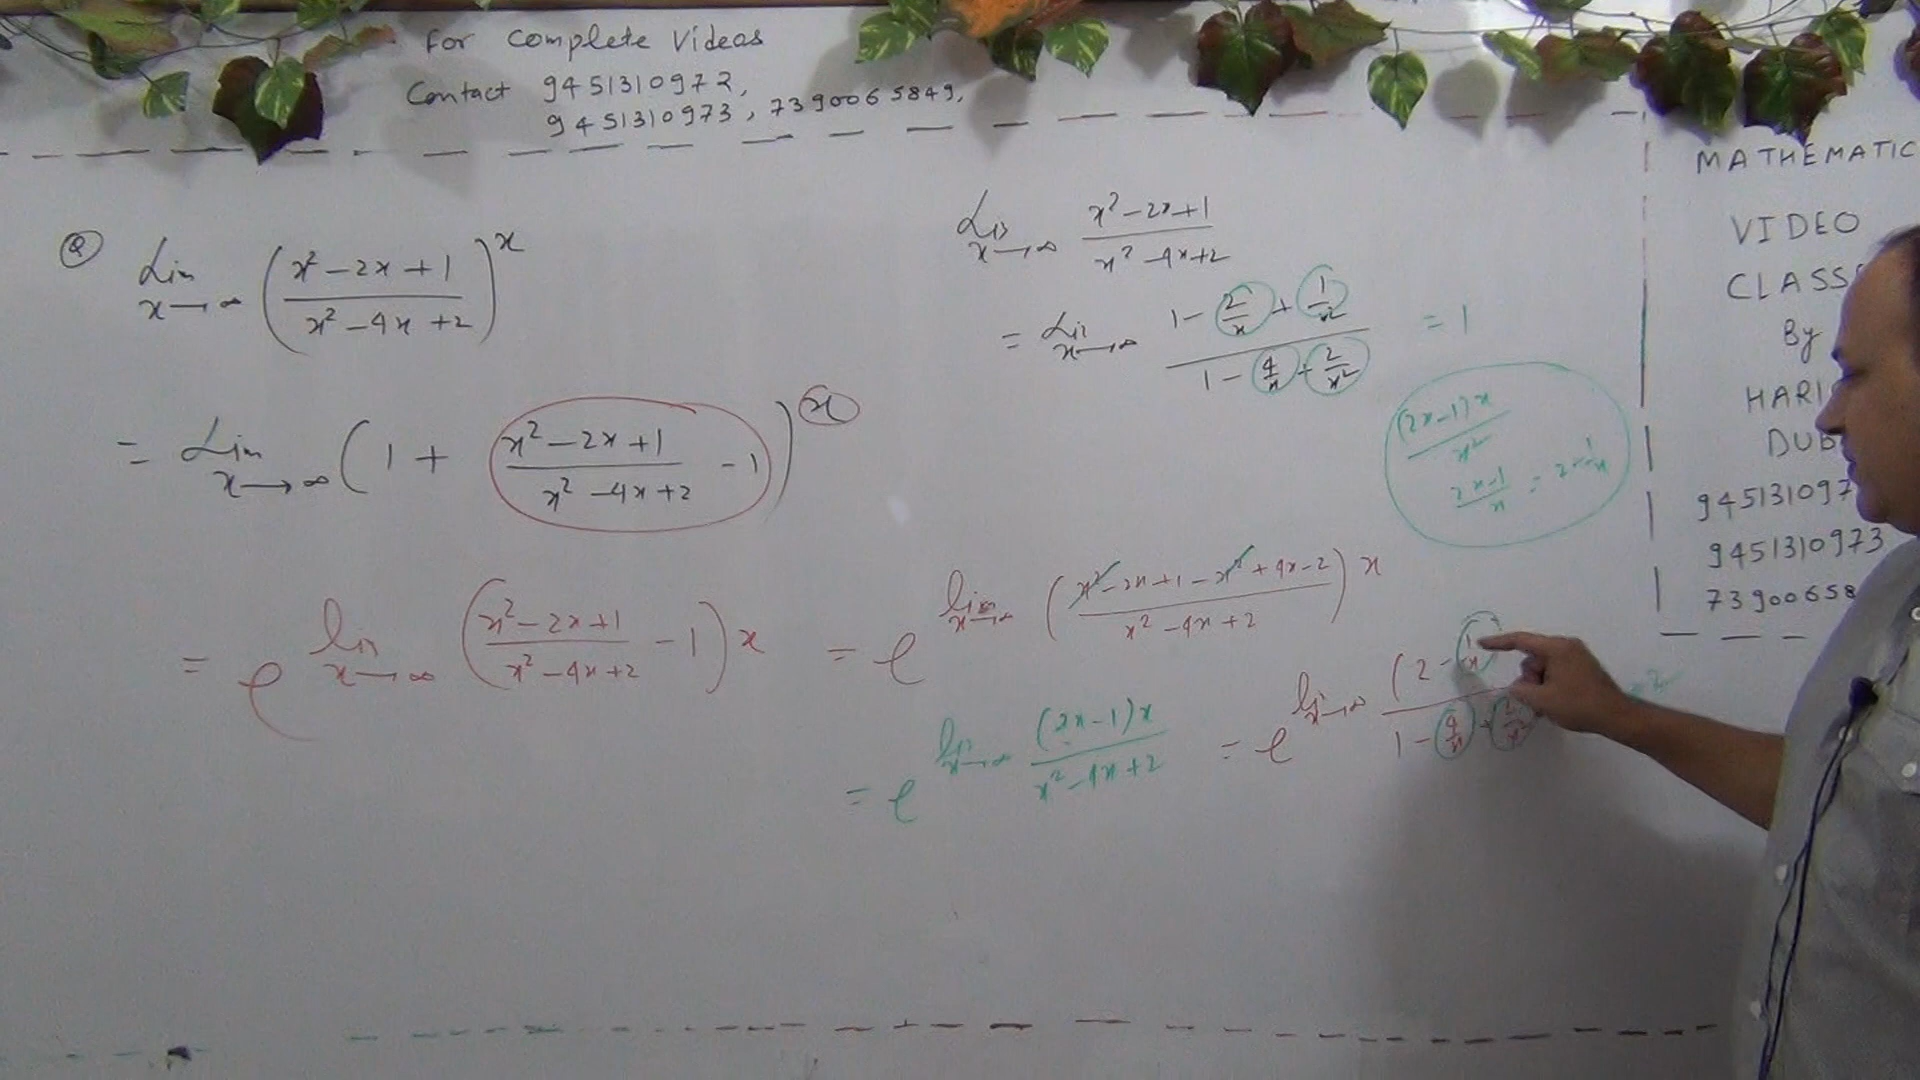 For Complete Videos
Contact 9451310972,
9451310973, 7390065849,
MATHEMATIC
VIDEO
CLASS
By
HARI
DUB
945131097
9451310973
73900658
Q Lim x→∞ ((x²-2x+1)/(x²-4x+2))^x
= Lim x→∞ (1 + (x²-2x+1)/(x²-4x+2) -1)^x
= e^(lim x→∞ ((x²-2x+1)/(x²-4x+2) -1)x)
= e^(lim x→∞ ((x²-2x+1-x²+4x-2)/(x²-4x+2))x)
= e^(lim x→∞ (2x-1)x/(x²-4x+2))
= e^(lim x→∞ (2-1/x)/(1-4/x+2/x²)
Lim x→∞ (x²-2x+1)/(x²-4x+2)
= Lim x→∞ (1-2/x+1/x²)/(1-4/x+2/x²) = 1
(2x-1)x/x²
(2x-1)/x = 2-1/x